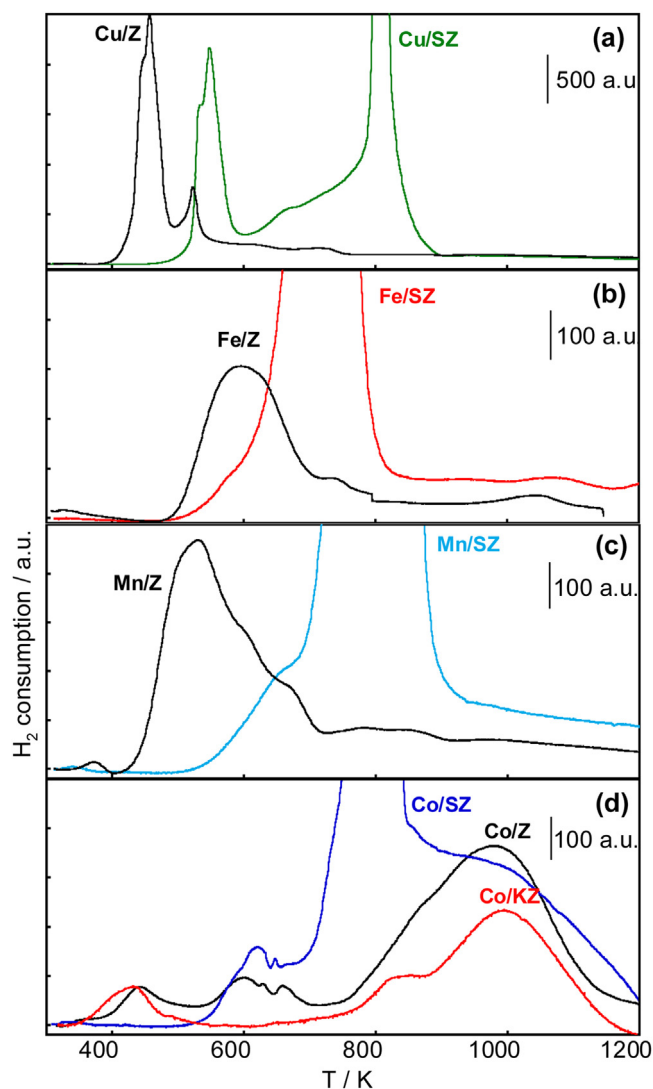 Cu/Z
Cu/SZ
(a)
500 a.u
(b)
Fe/SZ
Fe/Z
100 a.u.
(c)
Mn/SZ
Mn/Z
100 a.u.
(d)
Co/SZ
Co/Z
100 a.u.
Co/KZ
H₂ consumption / a.u.
400 600 800 1000 1200
T / K